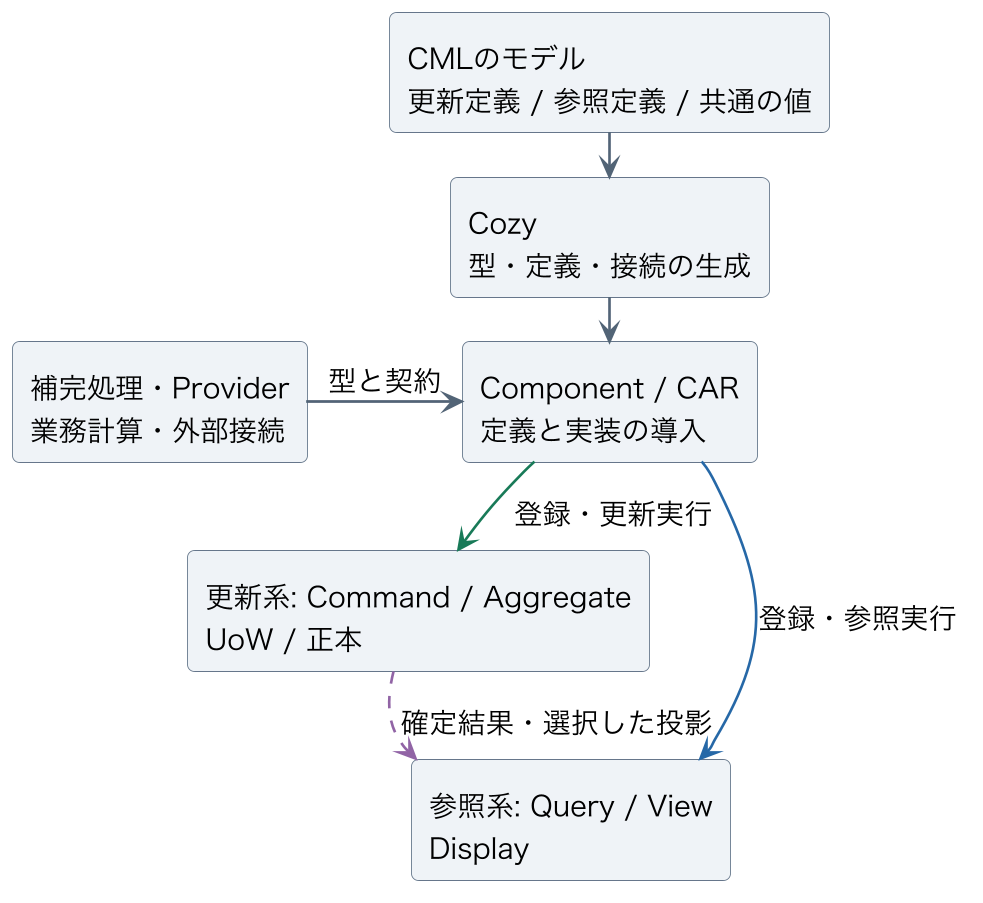 CMLのモデル
更新定義 / 参照定義 / 共通の値
Cozy
型・定義・接続の生成
補完処理・Provider
業務計算・外部接続
型と契約
Component / CAR
定義と実装の導入
登録・更新実行
登録・参照実行
更新系: Command / Aggregate
UoW / 正本
確定結果・選択した投影
参照系: Query / View
Display